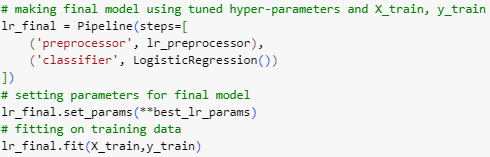 # making final model using tuned hyper-parameters and X_train, y_train
lr_final = Pipeline(steps=[
    ('preprocessor', lr_preprocessor),
    ('classifier', LogisticRegression())
])
# setting parameters for final model
lr_final.set_params(**best_lr_params)
# fitting on training data
lr_final.fit(X_train,y_train)